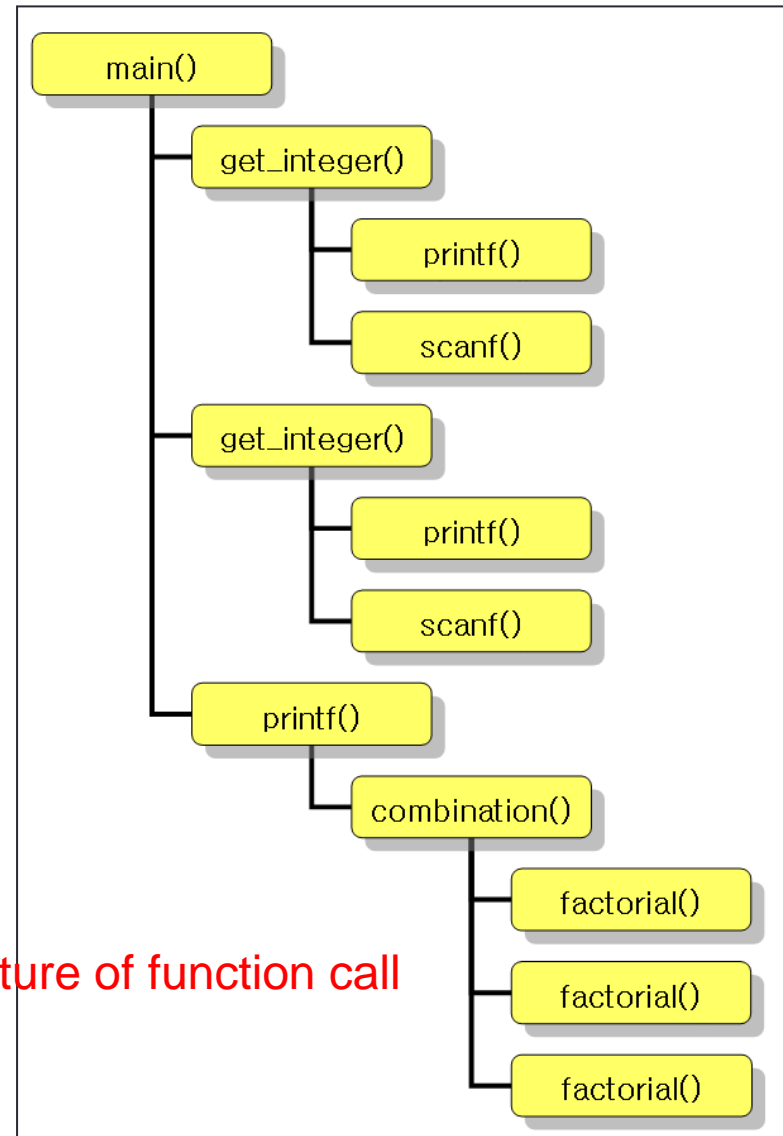 main()
get_integer()
printf()
scanf()
get_integer()
printf()
scanf()
printf()
combination()
factorial()
ture of function call
factorial()
factorial()